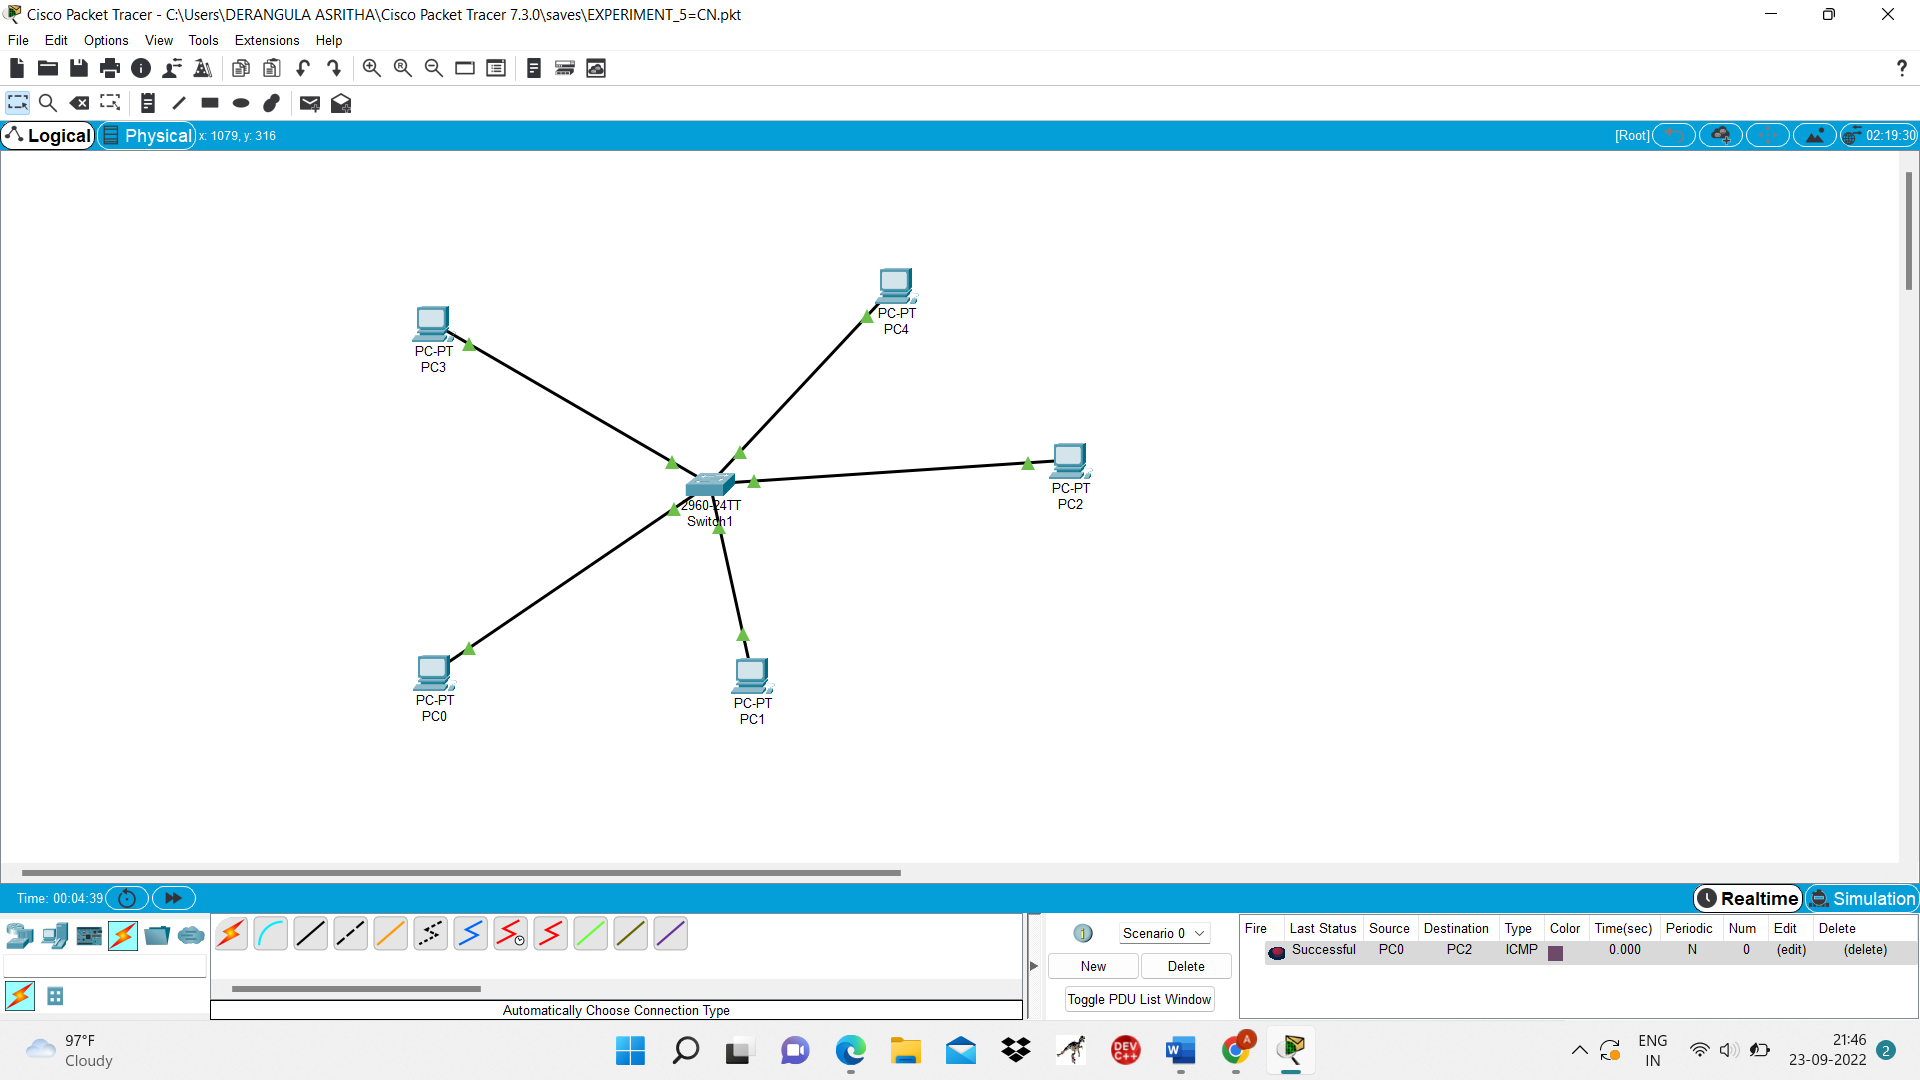 Cisco Packet Tracer - C:\Users\DERANGULA ASRITHA\Cisco Packet Tracer 7.3.0\saves\EXPERIMENT_5=CN.pkt
File Edit Options View Tools Extensions Help
?
Logical Physical x: 1079, y: 316 [Root] 02:19:30
PC-PT
PC4
PC-PT
PC3
PC-PT
PC2
2960-24TT
Switch1
PC-PT
PC0
PC-PT
PC1
Time: 00:04:39 Realtime Simulation
Scenario 0
New Delete
Toggle PDU List Window
Fire Last Status Source Destination Type Color Time(sec) Periodic Num Edit Delete
Successful PC0 PC2 ICMP 0.000 N 0 (edit) (delete)
Automatically Choose Connection Type
97°F
Cloudy
DEV
C++
W
A
ENG
IN
21:46
23-09-2022
2